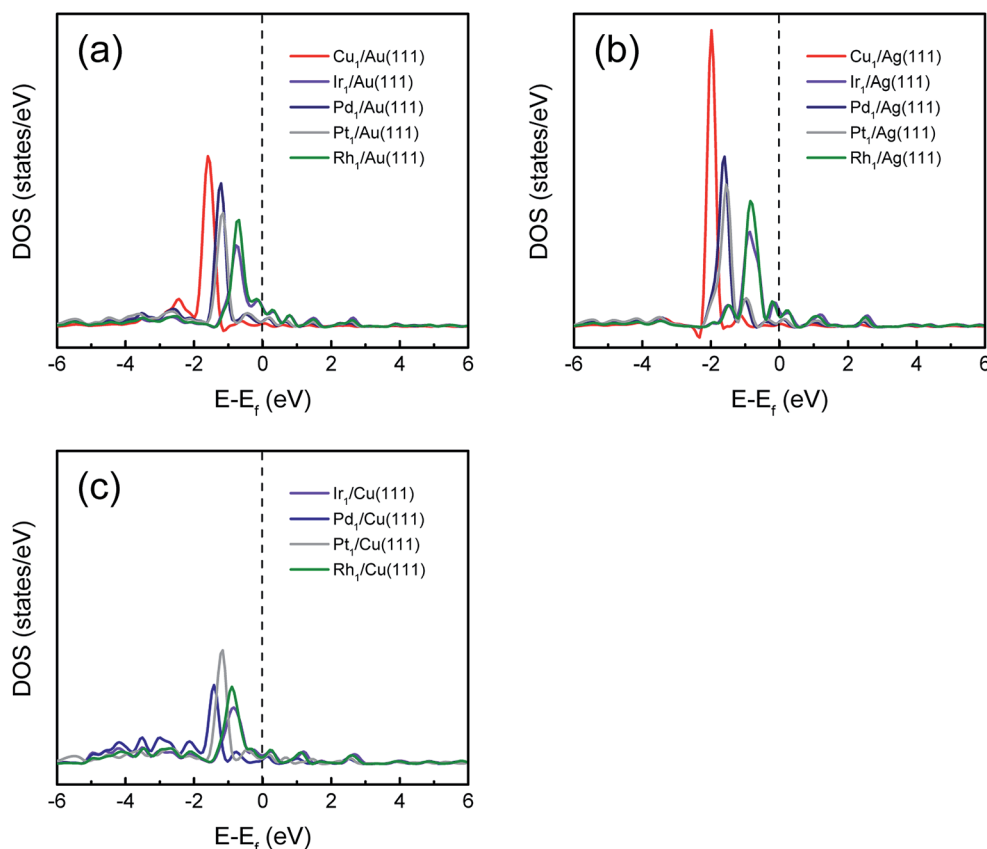 (a)
Cu₁/Au(111)
Ir₁/Au(111)
Pd₁/Au(111)
Pt₁/Au(111)
Rh₁/Au(111)
DOS (states/eV)
-6 -4 -2 0 2 4 6
E-E_f (eV)
(b)
Cu₁/Ag(111)
Ir₁/Ag(111)
Pd₁/Ag(111)
Pt₁/Ag(111)
Rh₁/Ag(111)
DOS (states/eV)
-6 -4 -2 0 2 4 6
E-E_f (eV)
(c)
Ir₁/Cu(111)
Pd₁/Cu(111)
Pt₁/Cu(111)
Rh₁/Cu(111)
DOS (states/eV)
-6 -4 -2 0 2 4 6
E-E_f (eV)